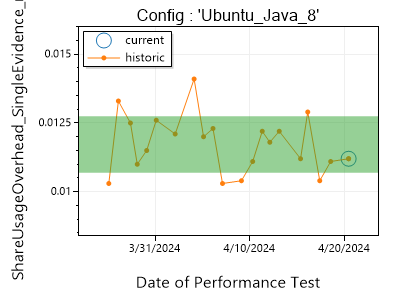 Config : 'Ubuntu_Java_8'
current
historic
0.015
0.0125
0.01
ShareUsageOverhead_SingleEvidence_
3/31/2024
4/10/2024
4/20/2024
Date of Performance Test